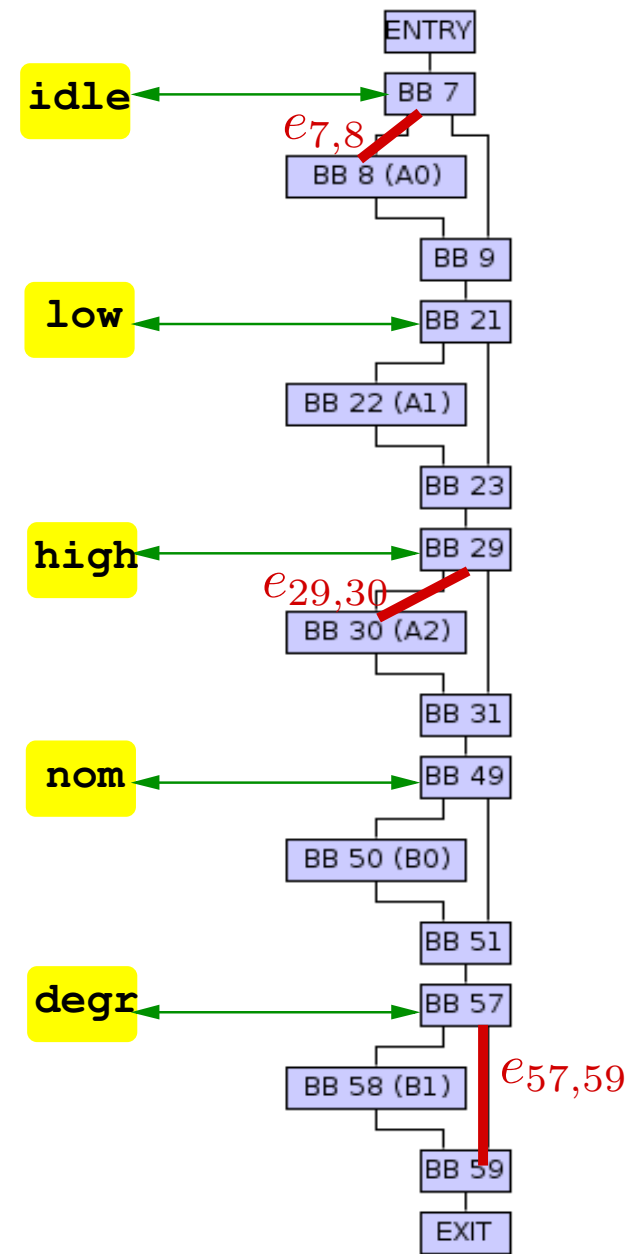 ENTRY
idle
BB 7
e7,8
BB 8 (A0)
BB 9
low
BB 21
BB 22 (A1)
BB 23
high
BB 29
e29,30
BB 30 (A2)
BB 31
nom
BB 49
BB 50 (B0)
BB 51
degr
BB 57
e57,59
BB 58 (B1)
BB 59
EXIT